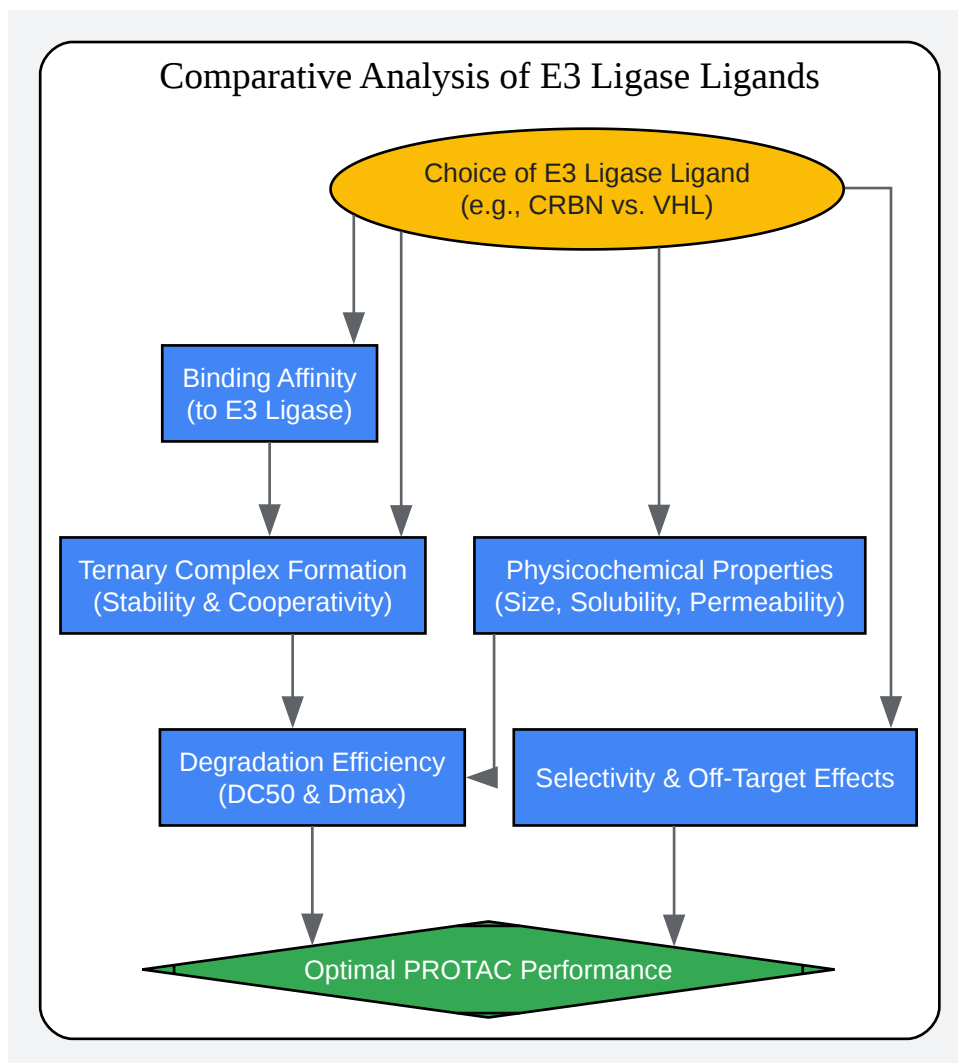 Comparative Analysis of E3 Ligase Ligands
Choice of E3 Ligase Ligand
(e.g., CRBN vs. VHL)
Binding Affinity
(to E3 Ligase)
Ternary Complex Formation
(Stability & Cooperativity)
Physicochemical Properties
(Size, Solubility, Permeability)
Degradation Efficiency
(DC50 & Dmax)
Selectivity & Off-Target Effects
Optimal PROTAC Performance